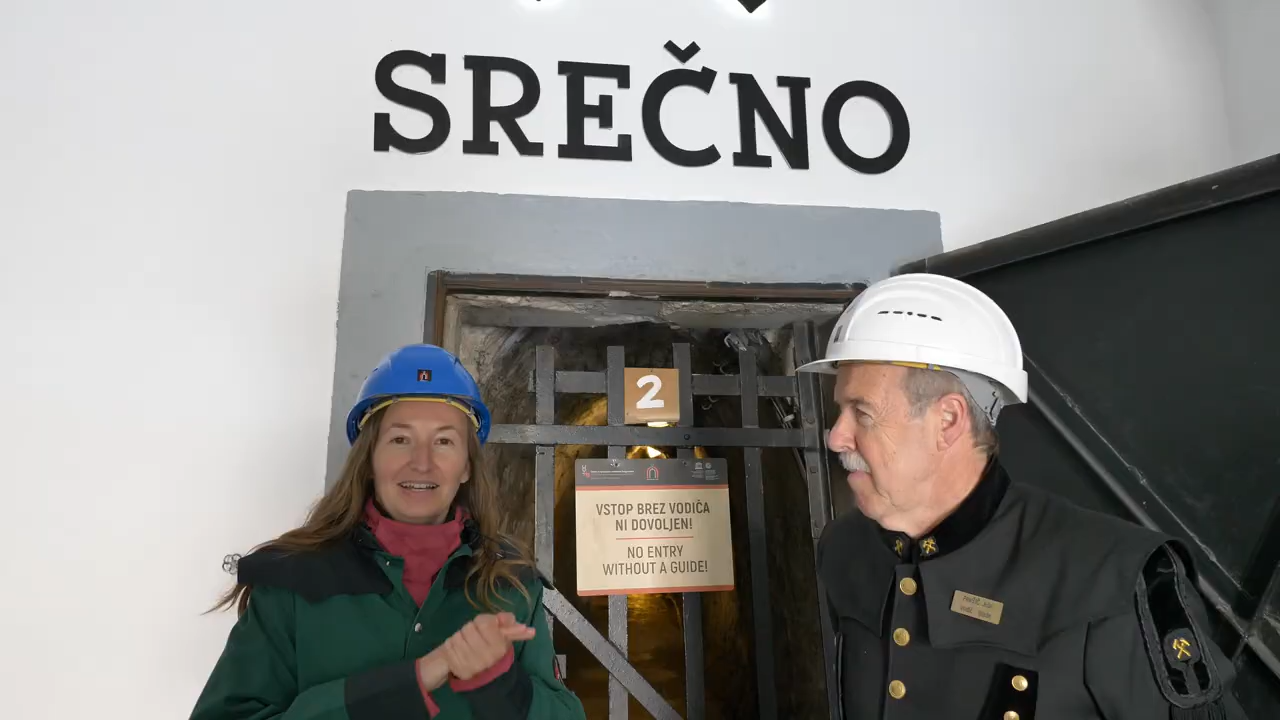 SREČNO
2
VSTOP BREZ VODIČA
NI DOVOLJEN!
NO ENTRY
WITHOUT A GUIDE!